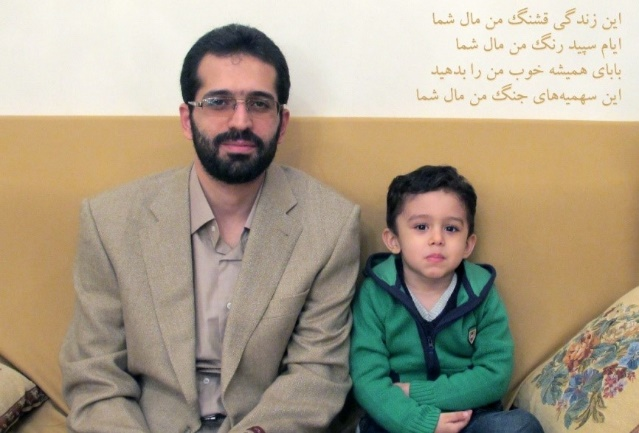 این زندگی قشنگ من مال شما
ایام سپید رنگ من مال شما
بابای همیشه خوب من را بدهید
این سهمیه‌های جنگ من مال شما